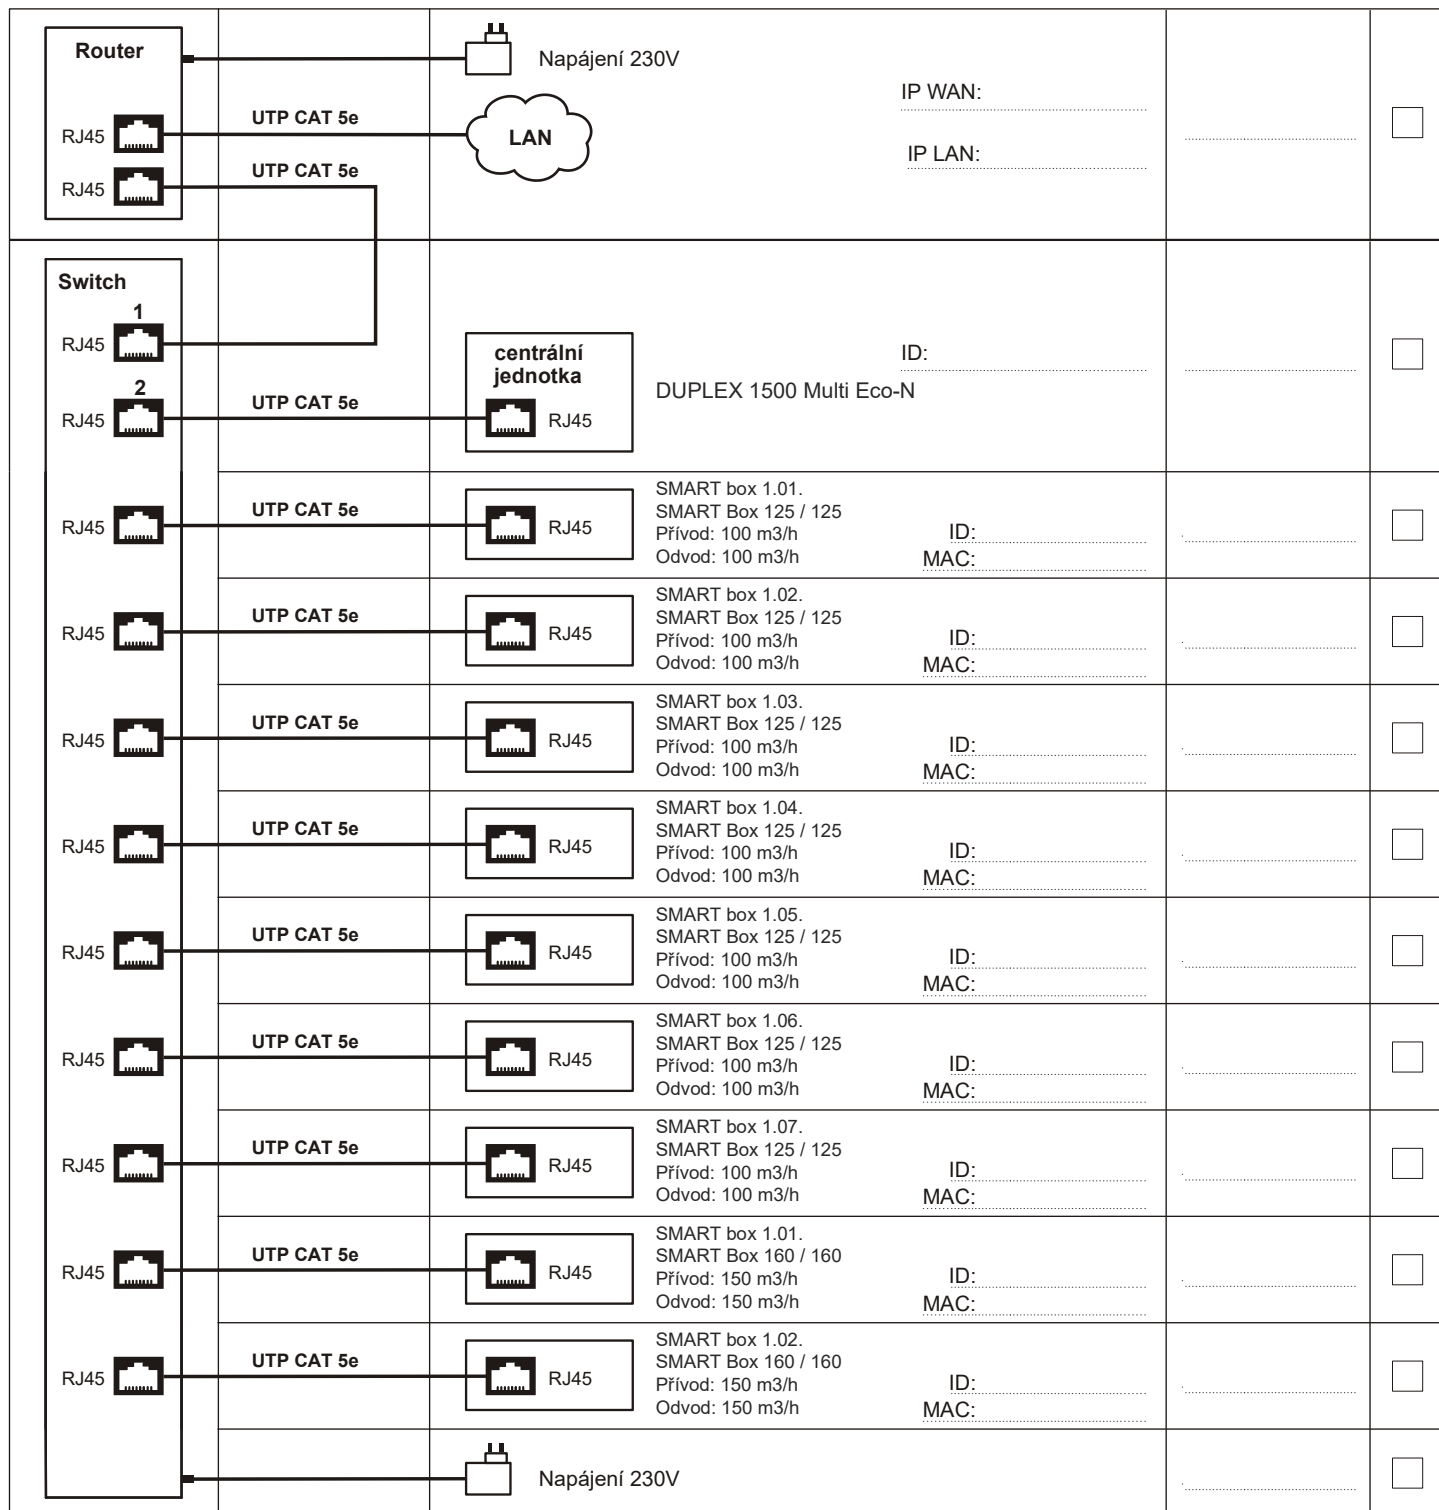 Router
Napájení 230V
IP WAN:
RJ45
UTP CAT 5e
LAN
IP LAN:
RJ45
UTP CAT 5e
Switch
1
RJ45
centrální
jednotka
ID:
2
RJ45
UTP CAT 5e
RJ45
DUPLEX 1500 Multi Eco-N
RJ45
UTP CAT 5e
RJ45
SMART box 1.01.
SMART Box 125 / 125
Přívod: 100 m3/h
Odvod: 100 m3/h
ID:
MAC:
RJ45
UTP CAT 5e
RJ45
SMART box 1.02.
SMART Box 125 / 125
Přívod: 100 m3/h
Odvod: 100 m3/h
ID:
MAC:
RJ45
UTP CAT 5e
RJ45
SMART box 1.03.
SMART Box 125 / 125
Přívod: 100 m3/h
Odvod: 100 m3/h
ID:
MAC:
RJ45
UTP CAT 5e
RJ45
SMART box 1.04.
SMART Box 125 / 125
Přívod: 100 m3/h
Odvod: 100 m3/h
ID:
MAC:
RJ45
UTP CAT 5e
RJ45
SMART box 1.05.
SMART Box 125 / 125
Přívod: 100 m3/h
Odvod: 100 m3/h
ID:
MAC:
RJ45
UTP CAT 5e
RJ45
SMART box 1.06.
SMART Box 125 / 125
Přívod: 100 m3/h
Odvod: 100 m3/h
ID:
MAC:
RJ45
UTP CAT 5e
RJ45
SMART box 1.07.
SMART Box 125 / 125
Přívod: 100 m3/h
Odvod: 100 m3/h
ID:
MAC:
RJ45
UTP CAT 5e
RJ45
SMART box 1.01.
SMART Box 160 / 160
Přívod: 150 m3/h
Odvod: 150 m3/h
ID:
MAC:
RJ45
UTP CAT 5e
RJ45
SMART box 1.02.
SMART Box 160 / 160
Přívod: 150 m3/h
Odvod: 150 m3/h
ID:
MAC:
Napájení 230V